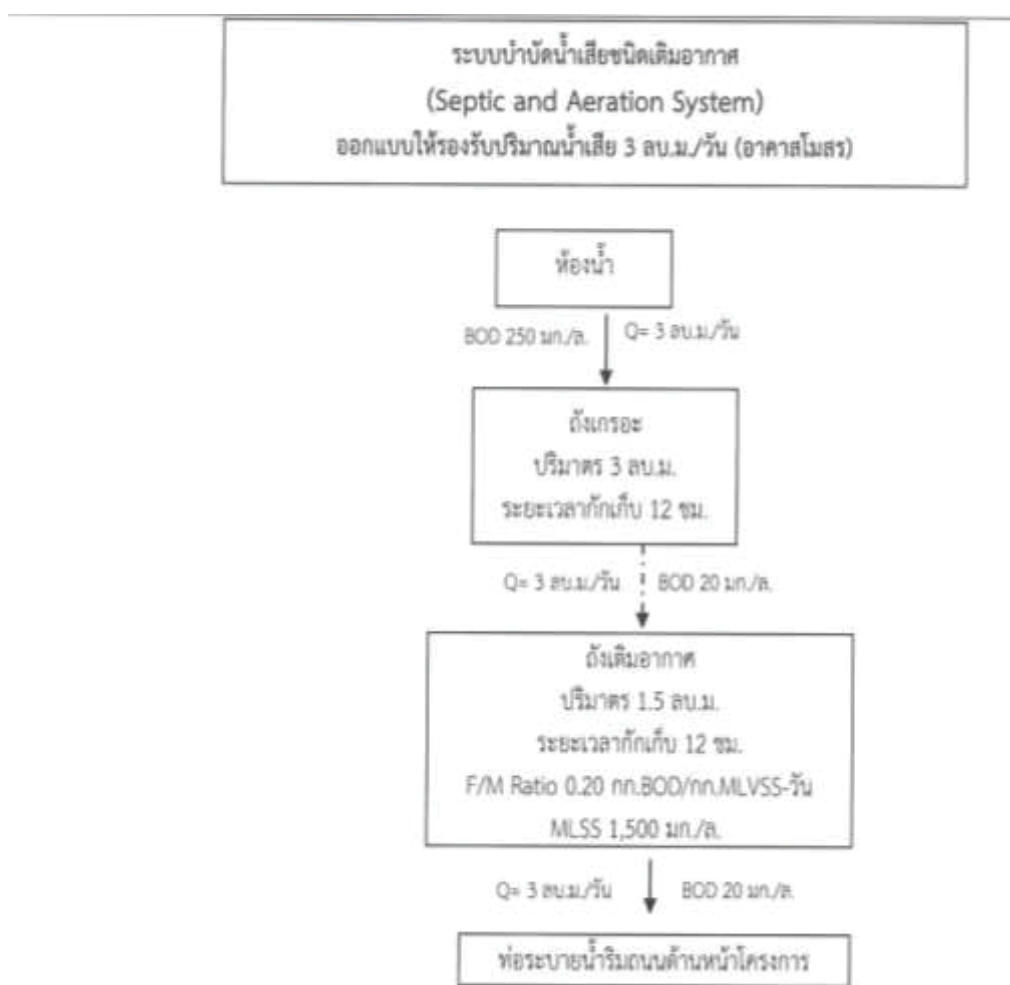 ระบบบำบัดน้ำเสียชนิดเติมอากาศ
(Septic and Aeration System)
ออกแบบให้รองรับปริมาณน้ำเสีย 3 ลบ.ม./วัน (อาคาสโมสร)
ห้องน้ำ
BOD 250 มก./ล. Q= 3 ลบ.ม./วัน
ถังเกรอะ
ปริมาตร 3 ลบ.ม.
ระยะเวลากักเก็บ 12 ชม.
Q= 3 ลบ.ม./วัน BOD 20 มก./ล.
ถังเติมอากาศ
ปริมาตร 1.5 ลบ.ม.
ระยะเวลากักเก็บ 12 ชม.
F/M Ratio 0.20 กก.BOD/กก.MLVSS-วัน
MLSS 1,500 มก./ล.
Q= 3 ลบ.ม./วัน BOD 20 มก./ล.
ท่อระบายน้ำริมถนนด้านหน้าโครงการ